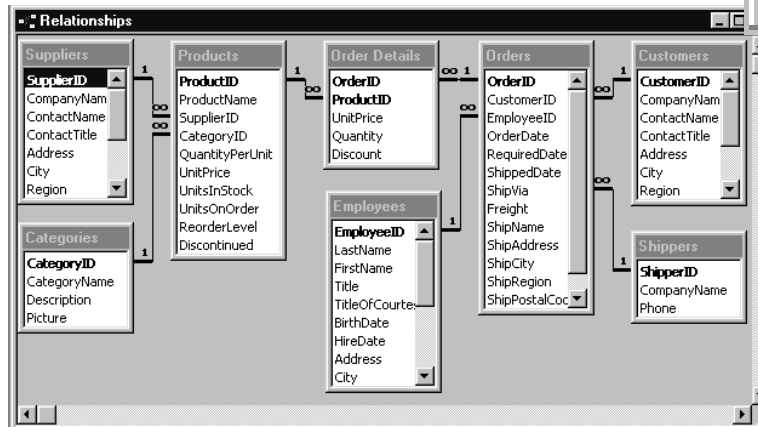 Relationships
Suppliers
SupplierID
CompanyNam
ContactName
ContactTitle
Address
City
Region
Products
ProductID
ProductName
SupplierID
CategoryID
QuantityPerUnit
UnitPrice
UnitsInStock
UnitsOnOrder
ReorderLevel
Discontinued
Order Details
OrderID
ProductID
UnitPrice
Quantity
Discount
Orders
OrderID
CustomerID
EmployeeID
OrderDate
RequiredDate
ShippedDate
ShipVia
Freight
ShipName
ShipAddress
ShipCity
ShipRegion
ShipPostalCoc
Customers
CustomerID
CompanyNam
ContactName
ContactTitle
Address
City
Region
Categories
CategoryID
CategoryName
Description
Picture
Employees
EmployeeID
LastName
FirstName
Title
TitleOfCourtes
BirthDate
HireDate
Address
City
Shippers
ShipperID
CompanyName
Phone
1
∞
∞
1
1
∞
∞ 1
∞
1
∞
1
∞
1